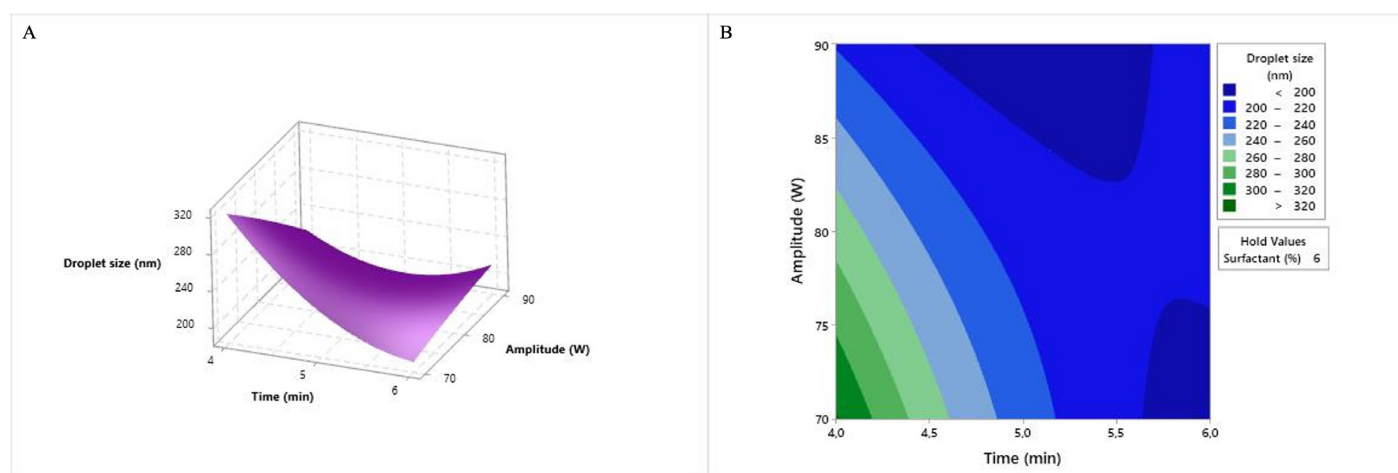 A
320
280
240
200
Droplet size (nm)
4
5
6
Time (min)
70
80
90
Amplitude (W)
B
90
85
80
75
70
Amplitude (W)
4,0
4,5
5,0
5,5
6,0
Time (min)
Droplet size
(nm)
< 200
200 – 220
220 – 240
240 – 260
260 – 280
280 – 300
300 – 320
> 320
Hold Values
Surfactant (%) 6